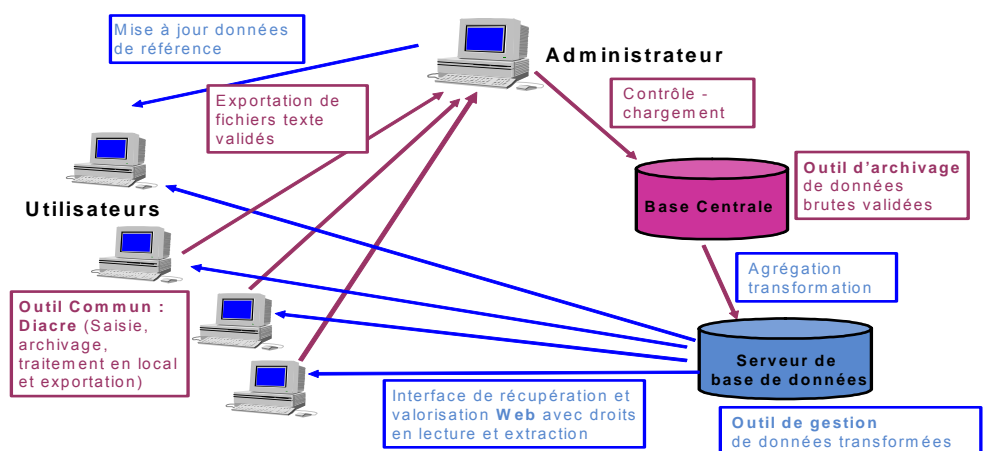 Mise à jour données
de référence
Administrateur
Exportation de
fichiers texte
validés
Contrôle -
chargement
Outil d'archivage
de données
brutes validées
Base Centrale
Utilisateurs
Agrégation
transformation
Outil Commun :
Diacre (Saisie,
archivage,
traitement en local
et exportation)
Serveur de
base de données
Interface de récupération et
valorisation Web avec droits
en lecture et extraction
Outil de gestion
de données transformées